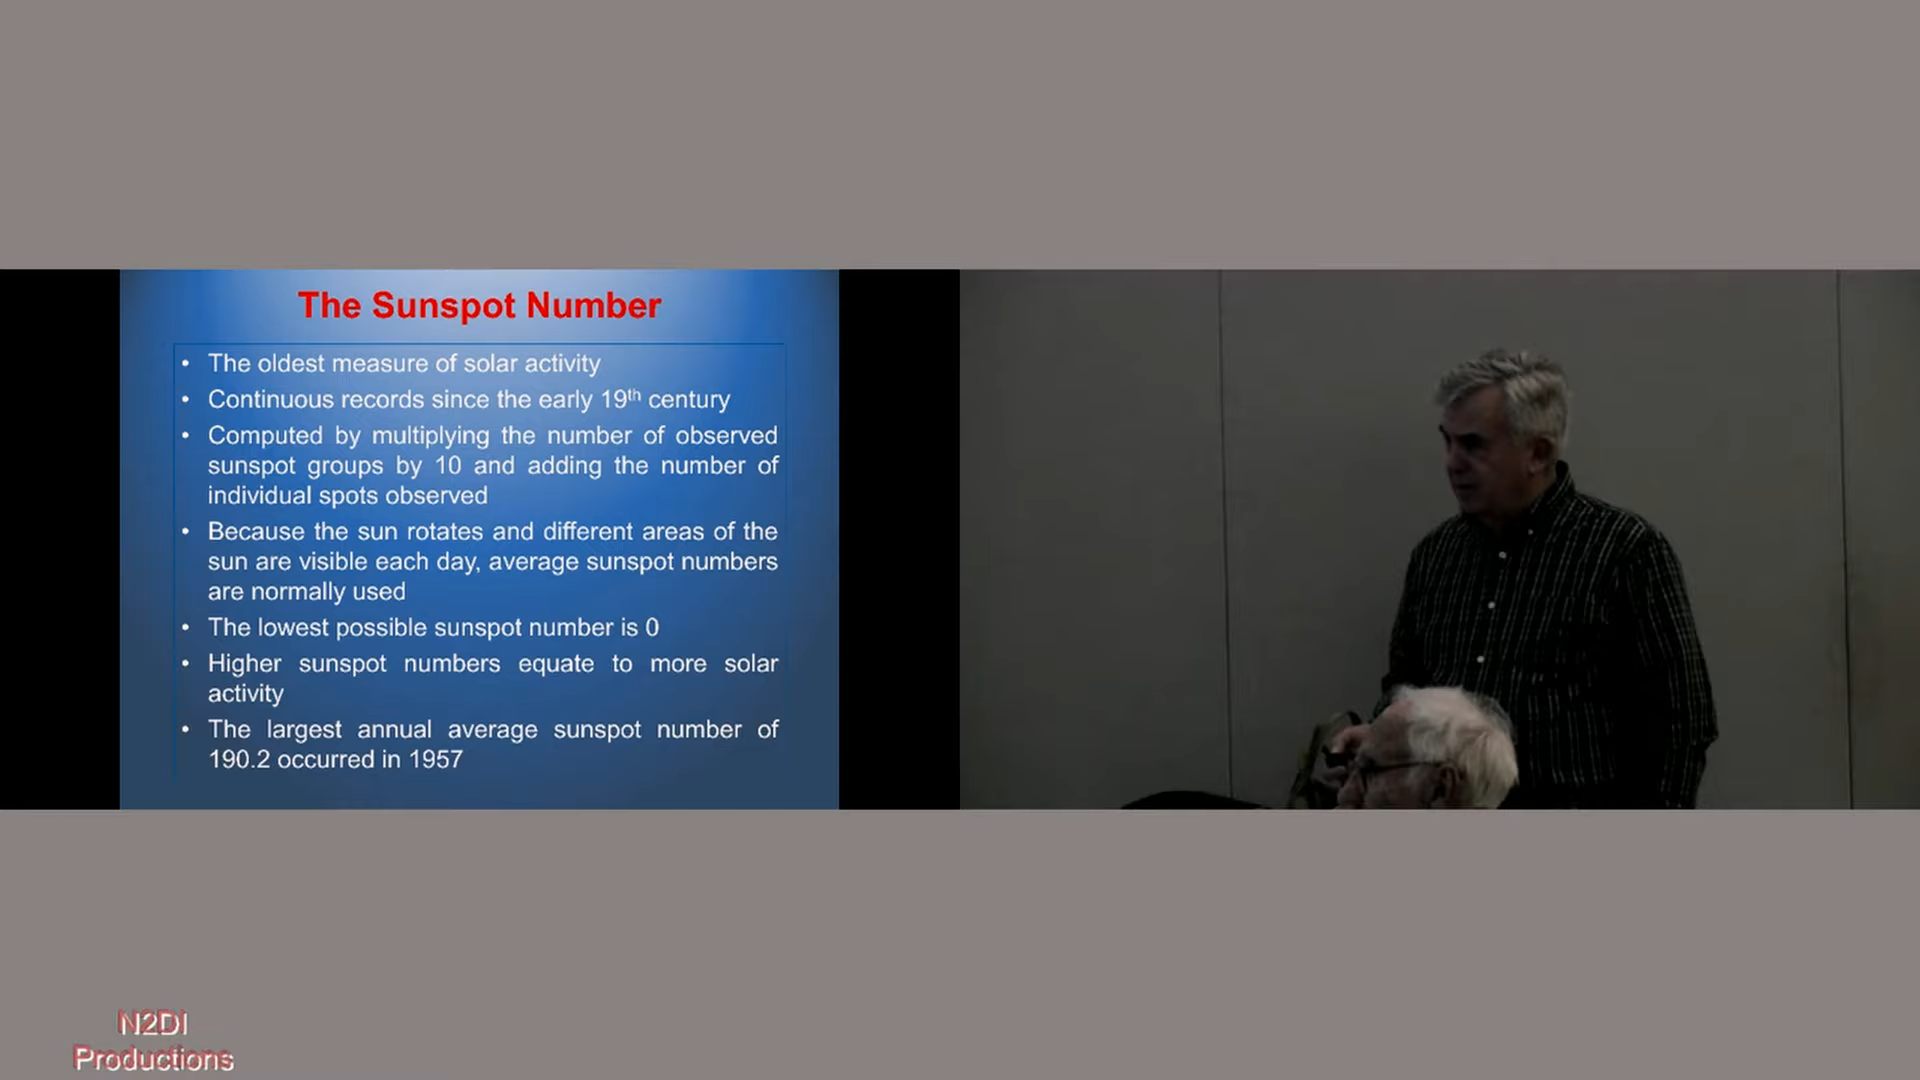 The Sunspot Number
• The oldest measure of solar activity
• Continuous records since the early 19th century
• Computed by multiplying the number of observed
sunspot groups by 10 and adding the number of
individual spots observed
• Because the sun rotates and different areas of the
sun are visible each day, average sunspot numbers
are normally used
• The lowest possible sunspot number is 0
• Higher sunspot numbers equate to more solar
activity
• The largest annual average sunspot number of
190.2 occurred in 1957
N2DI
Productions